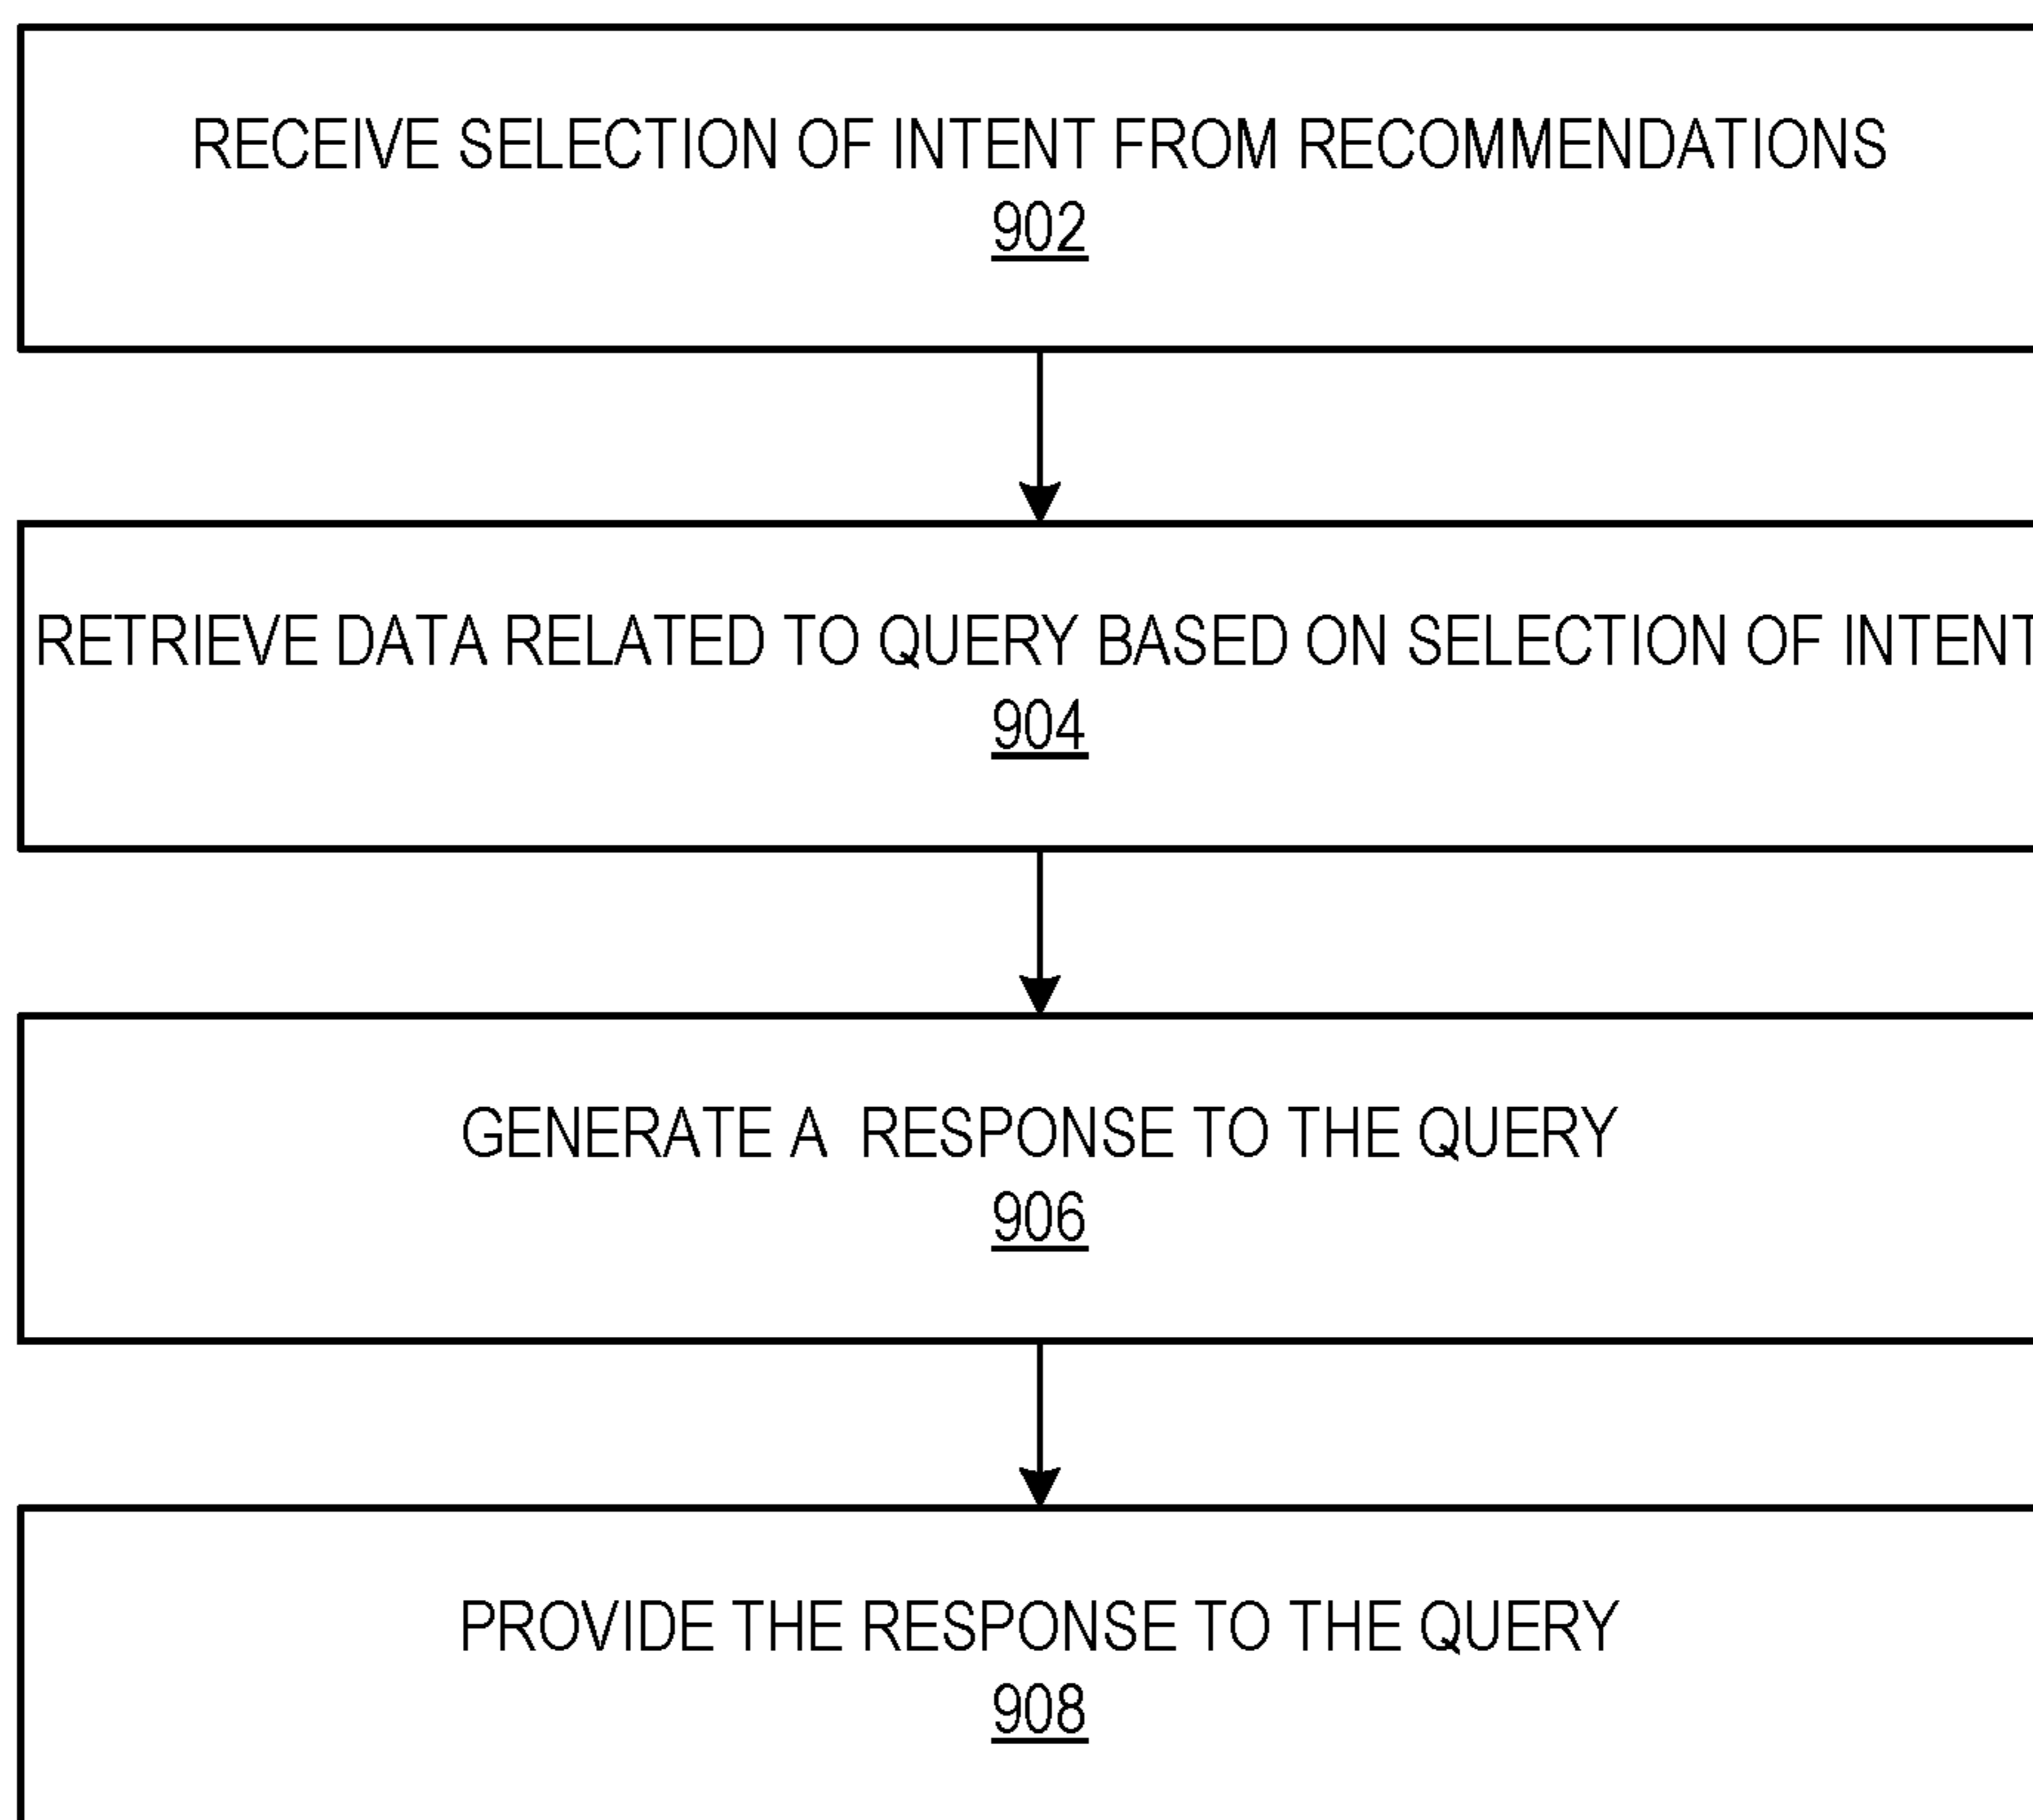 RECEIVE SELECTION OF INTENT FROM RECOMMENDATIONS
902
RETRIEVE DATA RELATED TO QUERY BASED ON SELECTION OF INTENT
904
GENERATE A RESPONSE TO THE QUERY
906
PROVIDE THE RESPONSE TO THE QUERY
908